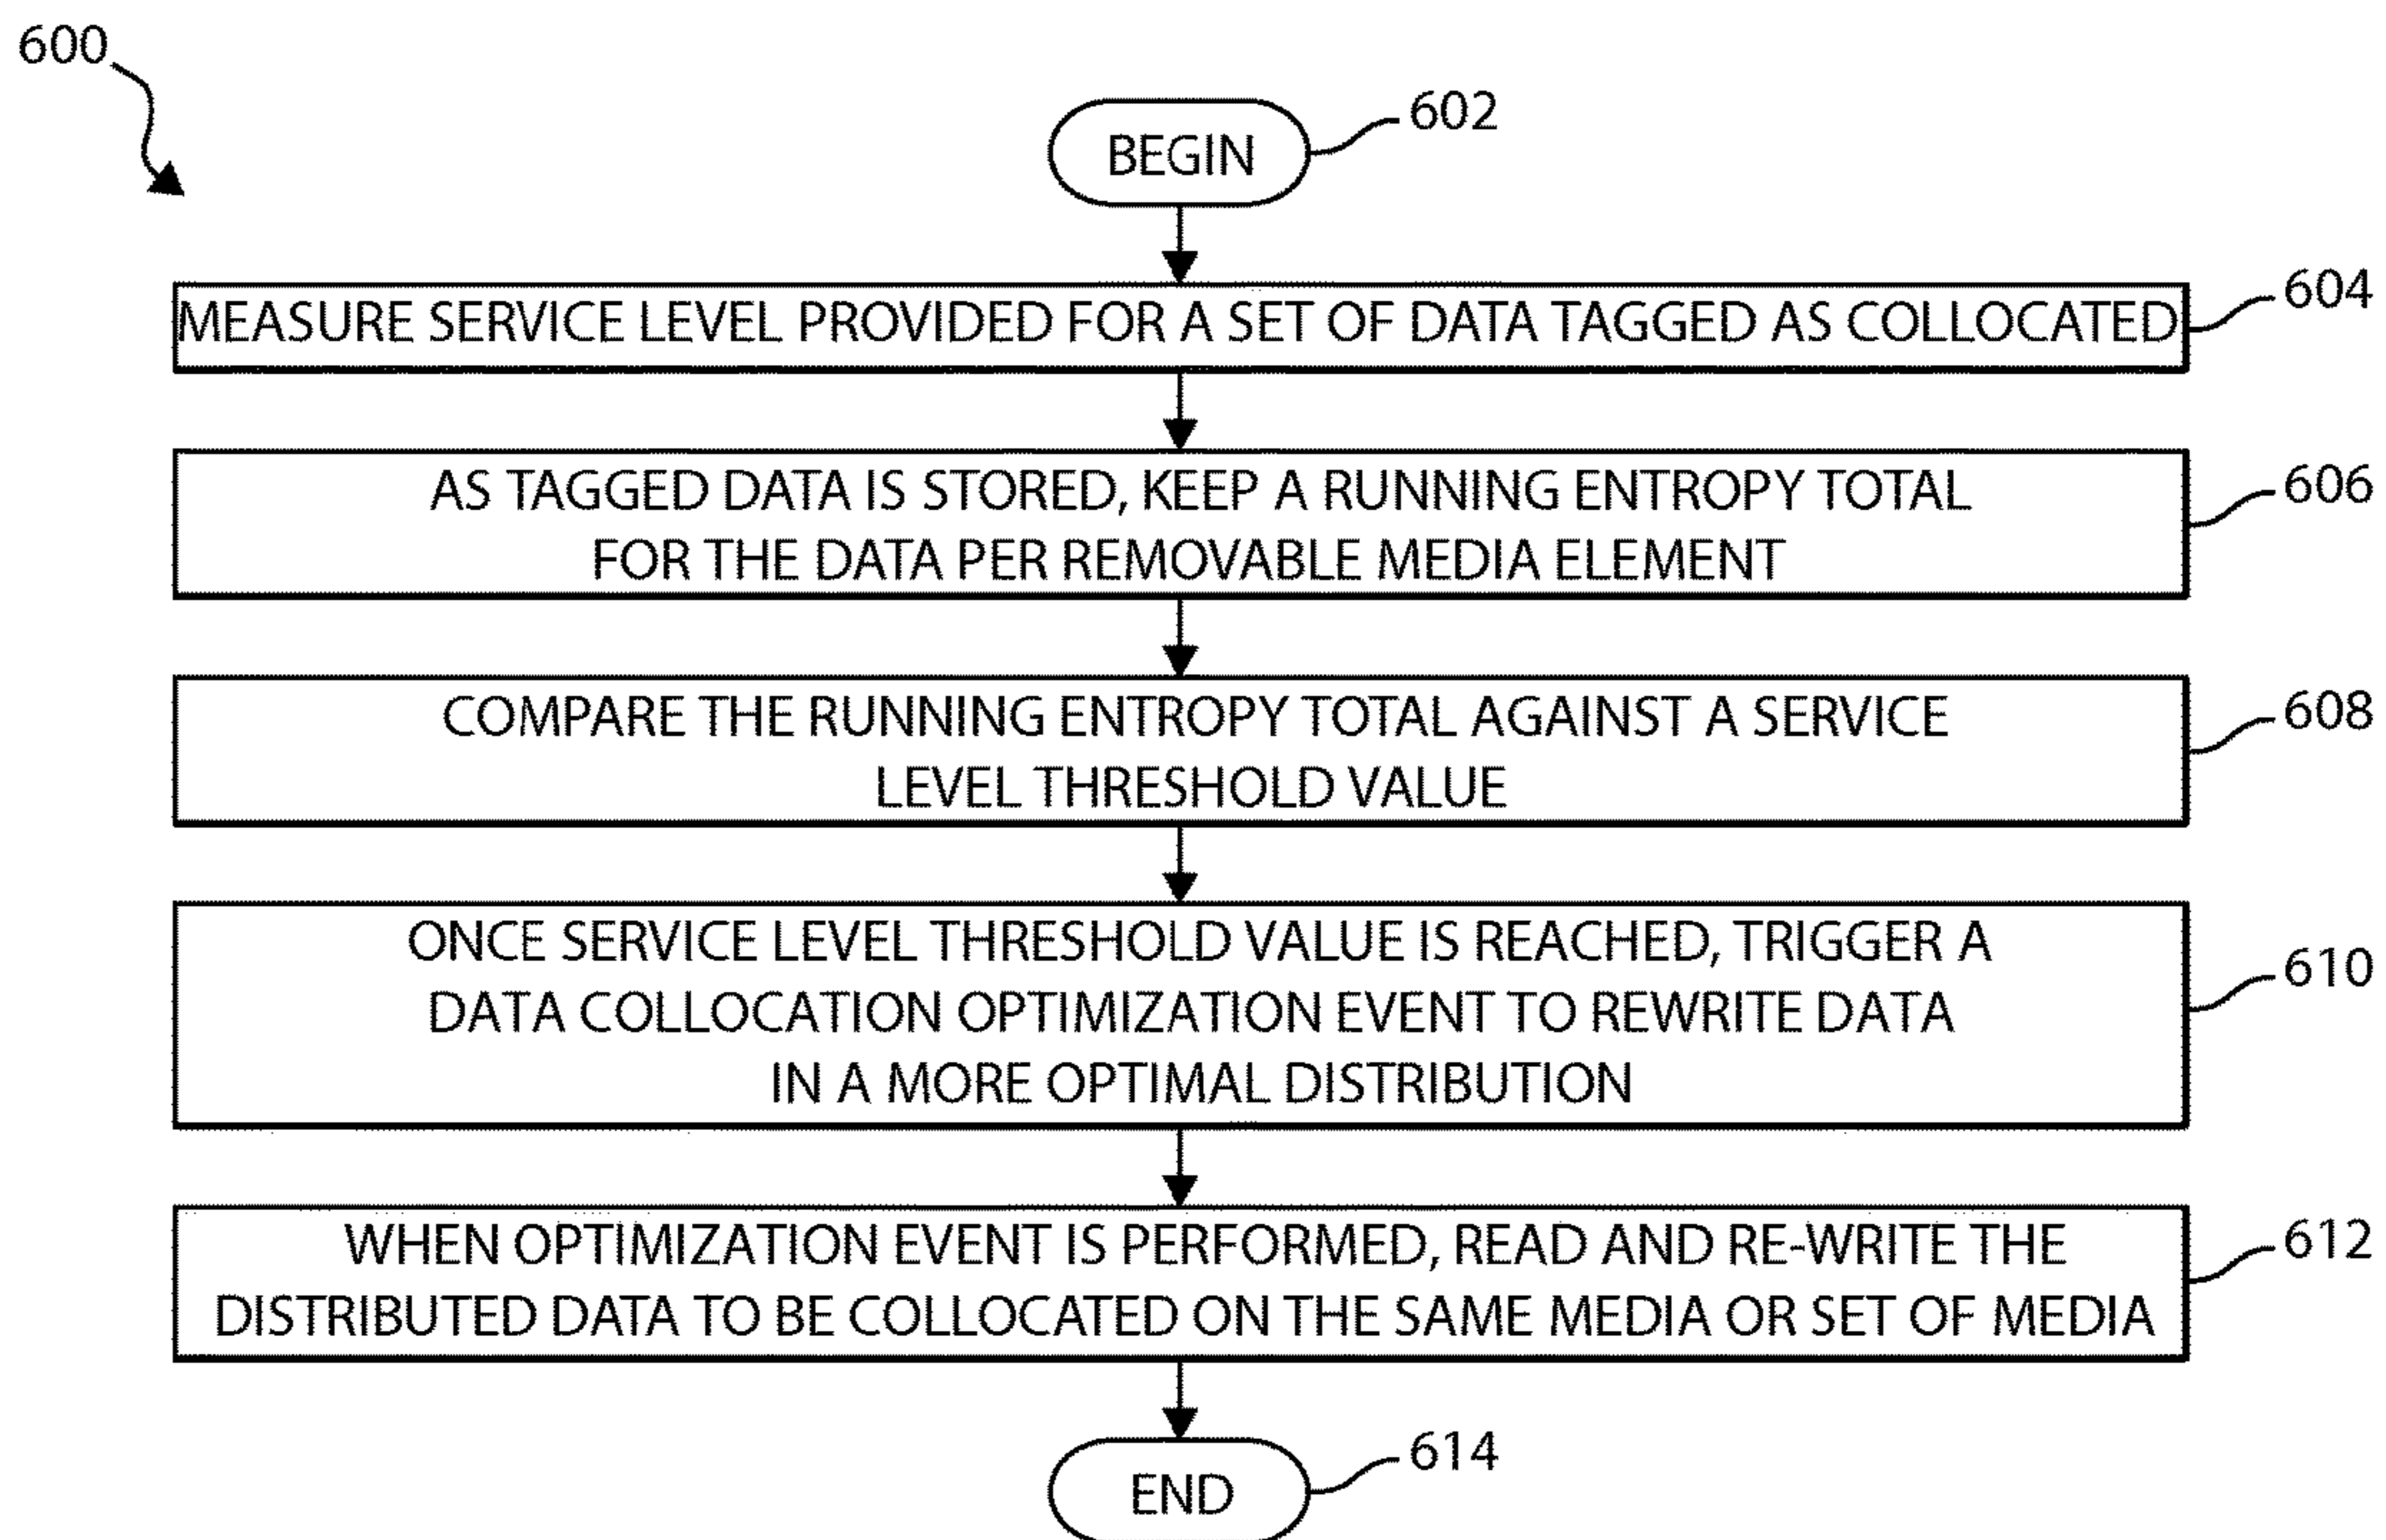 600
BEGIN
602
MEASURE SERVICE LEVEL PROVIDED FOR A SET OF DATA TAGGED AS COLLOCATED
604
AS TAGGED DATA IS STORED, KEEP A RUNNING ENTROPY TOTAL
FOR THE DATA PER REMOVABLE MEDIA ELEMENT
606
COMPARE THE RUNNING ENTROPY TOTAL AGAINST A SERVICE
LEVEL THRESHOLD VALUE
608
ONCE SERVICE LEVEL THRESHOLD VALUE IS REACHED, TRIGGER A
DATA COLLOCATION OPTIMIZATION EVENT TO REWRITE DATA
IN A MORE OPTIMAL DISTRIBUTION
610
WHEN OPTIMIZATION EVENT IS PERFORMED, READ AND RE-WRITE THE
DISTRIBUTED DATA TO BE COLLOCATED ON THE SAME MEDIA OR SET OF MEDIA
612
END
614